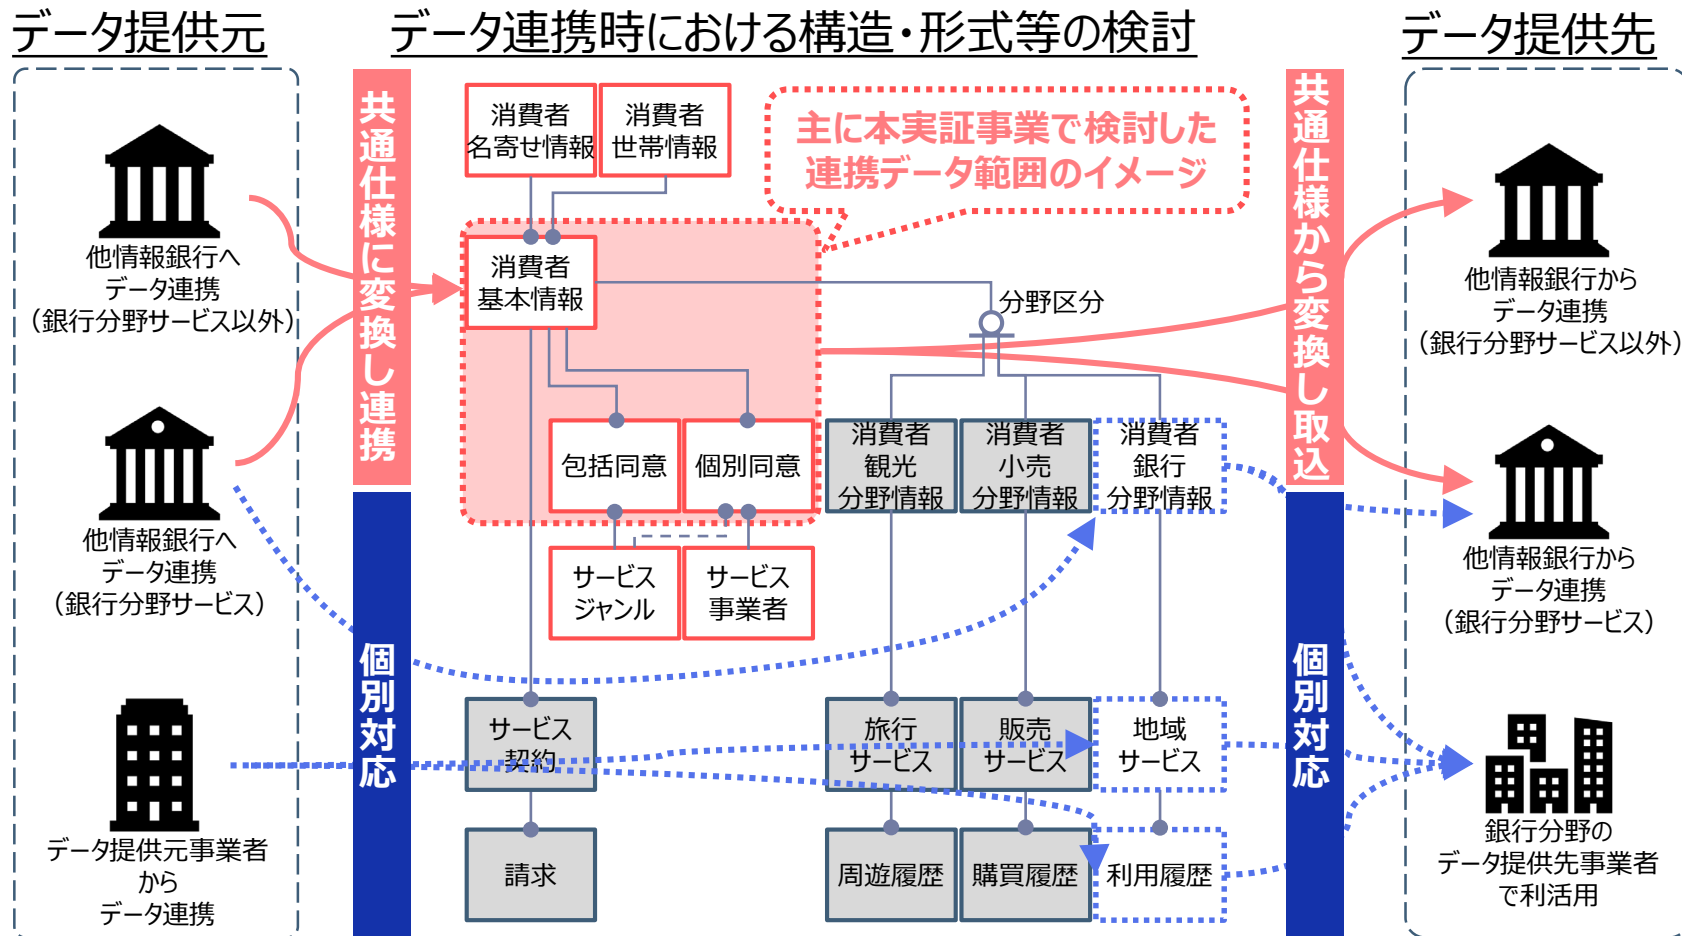 データ提供元
データ連携時における構造・形式等の検討
データ提供先
他情報銀行へ
データ連携
（銀行分野サービス以外）
他情報銀行へ
データ連携
（銀行分野サービス）
データ提供元事業者
から
データ連携
共通仕様に変換し連携
個別対応
消費者
名寄せ情報
消費者
世帯情報
主に本実証事業で検討した
連携データ範囲のイメージ
消費者
基本情報
分野区分
包括同意
個別同意
消費者
観光
分野情報
消費者
小売
分野情報
消費者
銀行
分野情報
サービス
ジャンル
サービス
事業者
サービス
契約
旅行
サービス
販売
サービス
地域
サービス
請求
周遊履歴
購買履歴
利用履歴
共通仕様から変換し取込
個別対応
他情報銀行から
データ連携
（銀行分野サービス以外）
他情報銀行から
データ連携
（銀行分野サービス）
銀行分野の
データ提供先事業者
で利活用